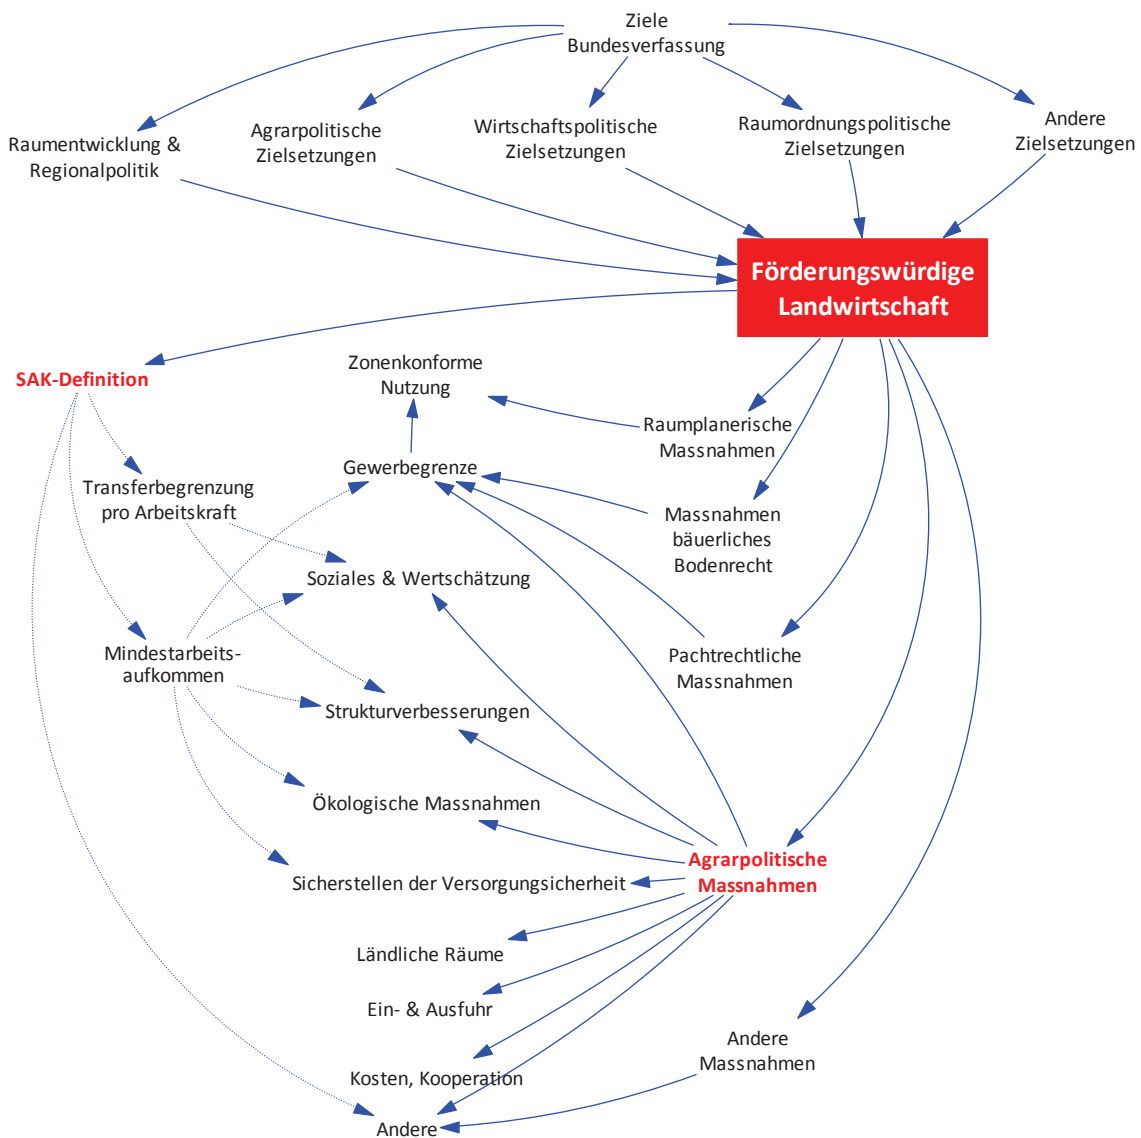 Ziele
Bundesverfassung
Raumentwicklung &
Regionalpolitik
Agrarpolitische
Zielsetzungen
Wirtschaftspolitische
Zielsetzungen
Raumordnungspolitische
Zielsetzungen
Andere
Zielsetzungen
Förderungswürdige
Landwirtschaft
SAK-Definition
Zonenkonforme
Nutzung
Raumplanerische
Massnahmen
Gewerbegrenze
Transferbegrenzung
pro Arbeitskraft
Massnahmen
bäuerliches
Bodenrecht
Soziales & Wertschätzung
Mindestarbeits-
aufkommen
Pachtrechtliche
Massnahmen
Strukturverbesserungen
Ökologische Massnahmen
Agrarpolitische
Massnahmen
Sicherstellen der Versorgungsicherheit
Ländliche Räume
Ein- & Ausfuhr
Andere
Massnahmen
Kosten, Kooperation
Andere